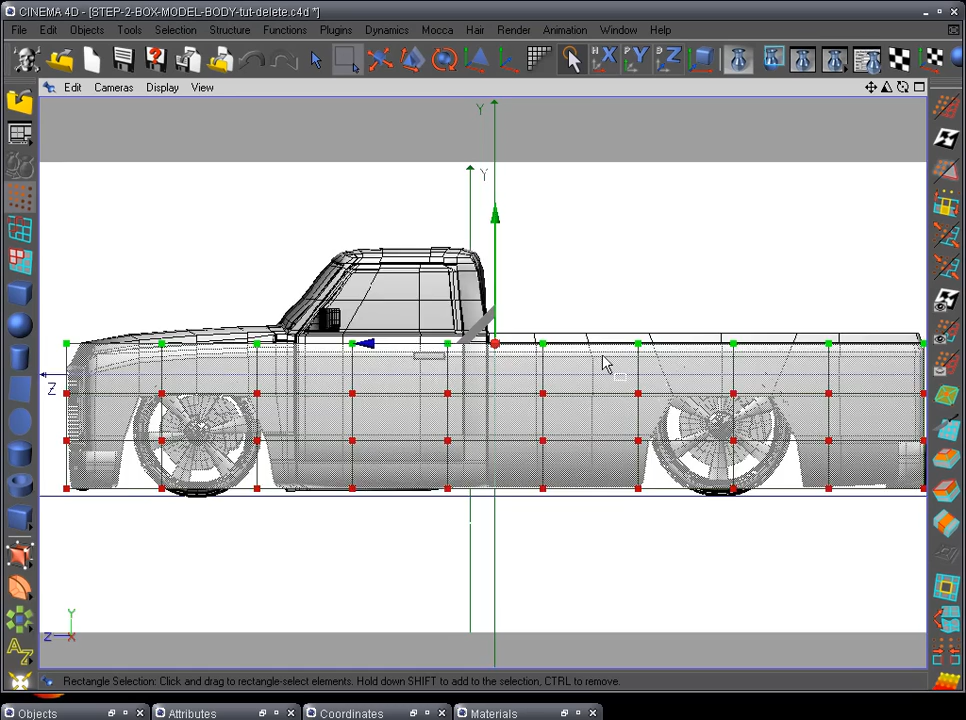 CINEMA 4D - [STEP-2-BOX-MODEL-BODY-tut-delete.c4d *]
File Edit Objects Tools Selection Structure Functions Plugins Dynamics Mocca Hair Render Animation Window Help
X Y Z
Edit Cameras Display View
Y
Y
Z
Y
Z X
Rectangle Selection: Click and drag to rectangle-select elements. Hold down SHIFT to add to the selection, CTRL to remove.
Objects Attributes Coordinates Materials